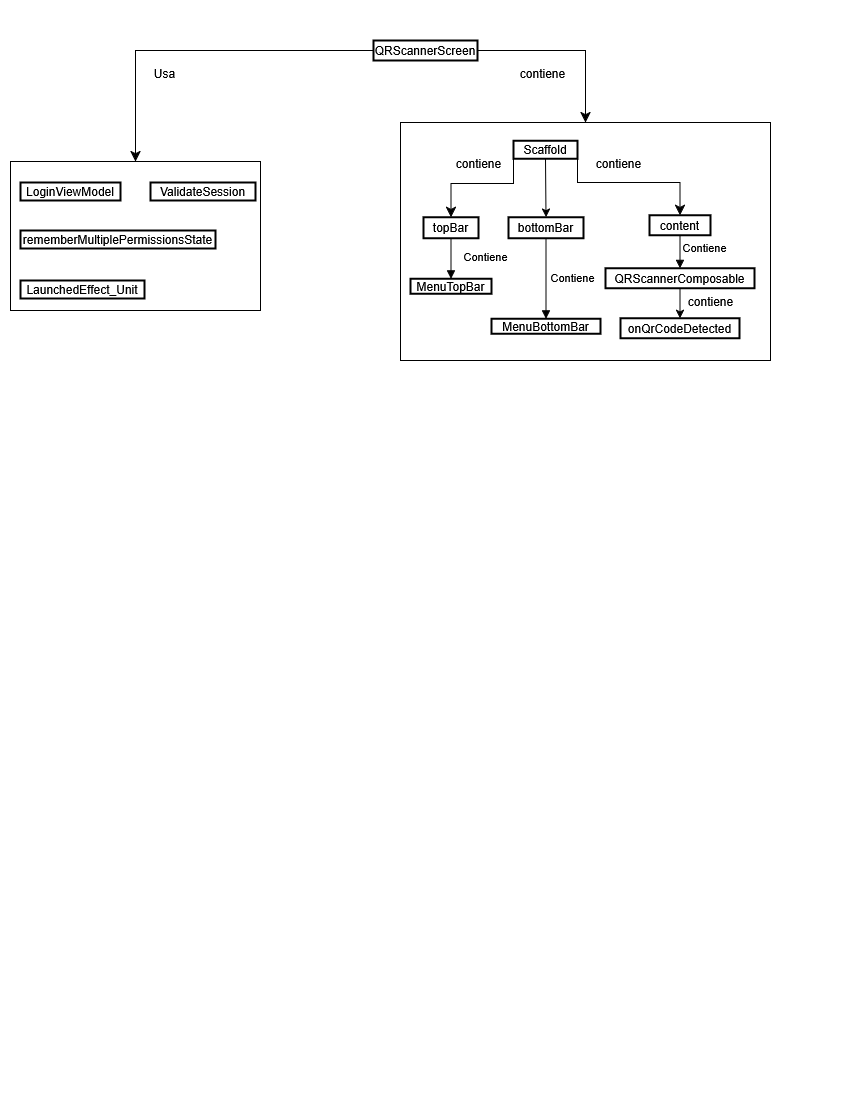 QRScannerScreen
Usa
contiene
LoginViewModel
ValidateSession
rememberMultiplePermissionsState
LaunchedEffect_Unit
Scaffold
contiene
contiene
topBar
bottomBar
content
Contiene
Contiene
Contiene
MenuTopBar
QRScannerComposable
contiene
MenuBottomBar
onQrCodeDetected